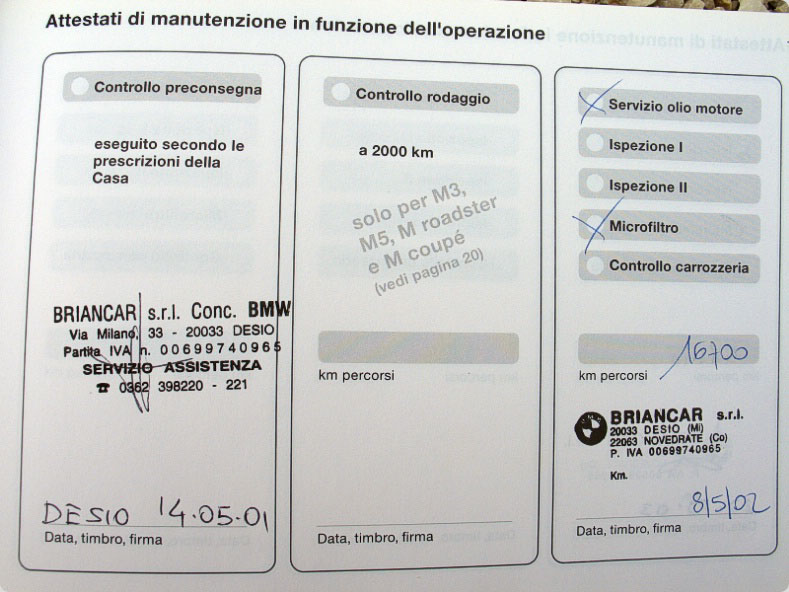 Attestati di manutenzione in funzione dell'operazione
Controllo preconsegna
eseguito secondo le
prescrizioni della
Casa
BRIANCAR s.r.l. Conc. BMW
Via Milano, 33 - 20033 DESIO
Partita IVA n. 00699740965
SERVIZIO ASSISTENZA
☎ 0362 398220 - 221
DESIO 14.05.01
Data, timbro, firma
Controllo rodaggio
a 2000 km
solo per M3,
M5, M roadster
e M coupé
(vedi pagina 20)
km percorsi
Data, timbro, firma
Servizio olio motore
Ispezione I
Ispezione II
Microfiltro
Controllo carrozzeria
16700
km percorsi
BRIANCAR s.r.l.
20033 DESIO (Mi)
22063 NOVEDRATE (Co)
P. IVA 00699740965
Km.
8/5/02
Data, timbro, firma